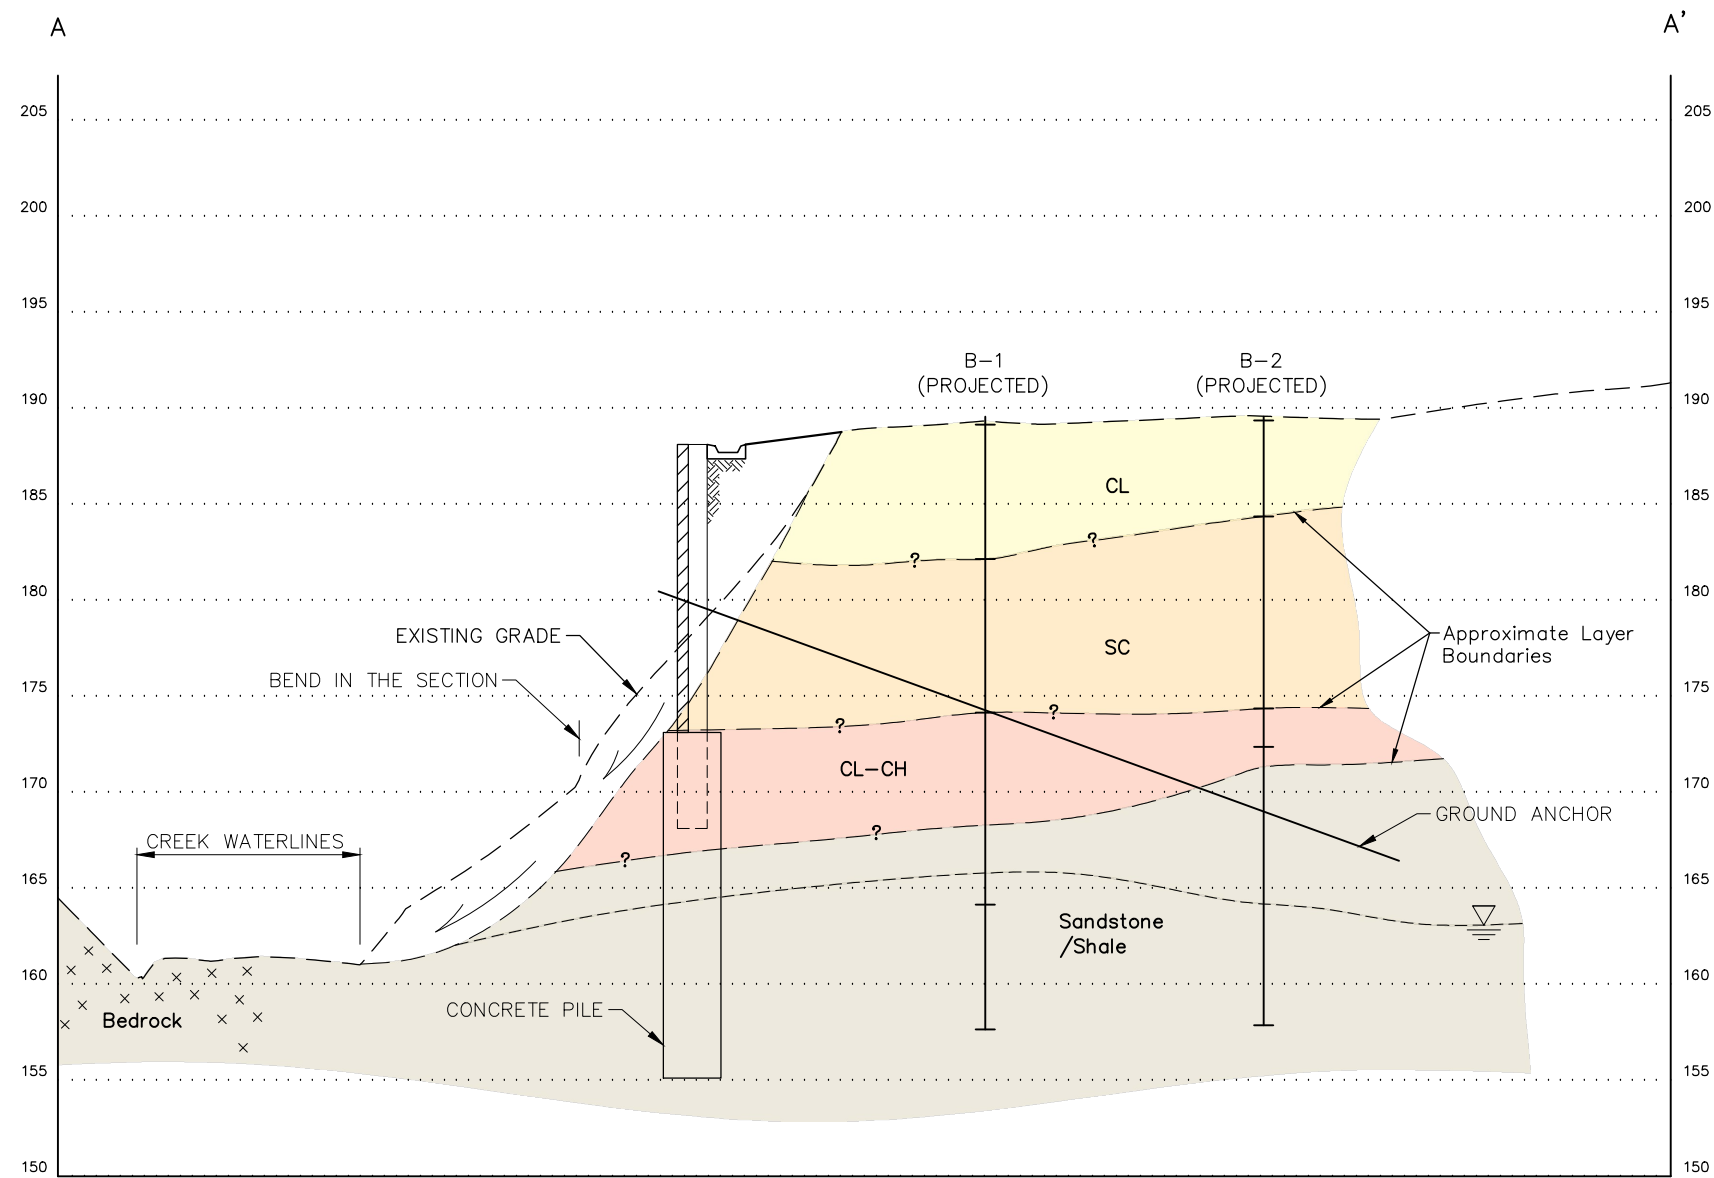 A
A'
205
205
200
200
195
195
B-1
(PROJECTED)
B-2
(PROJECTED)
190
190
185
185
CL
?
?
180
180
EXISTING GRADE
SC
Approximate Layer
Boundaries
BEND IN THE SECTION
175
175
?
?
CL-CH
170
170
GROUND ANCHOR
?
CREEK WATERLINES
?
165
165
Sandstone
/Shale
160
160
CONCRETE PILE
Bedrock
155
155
150
150